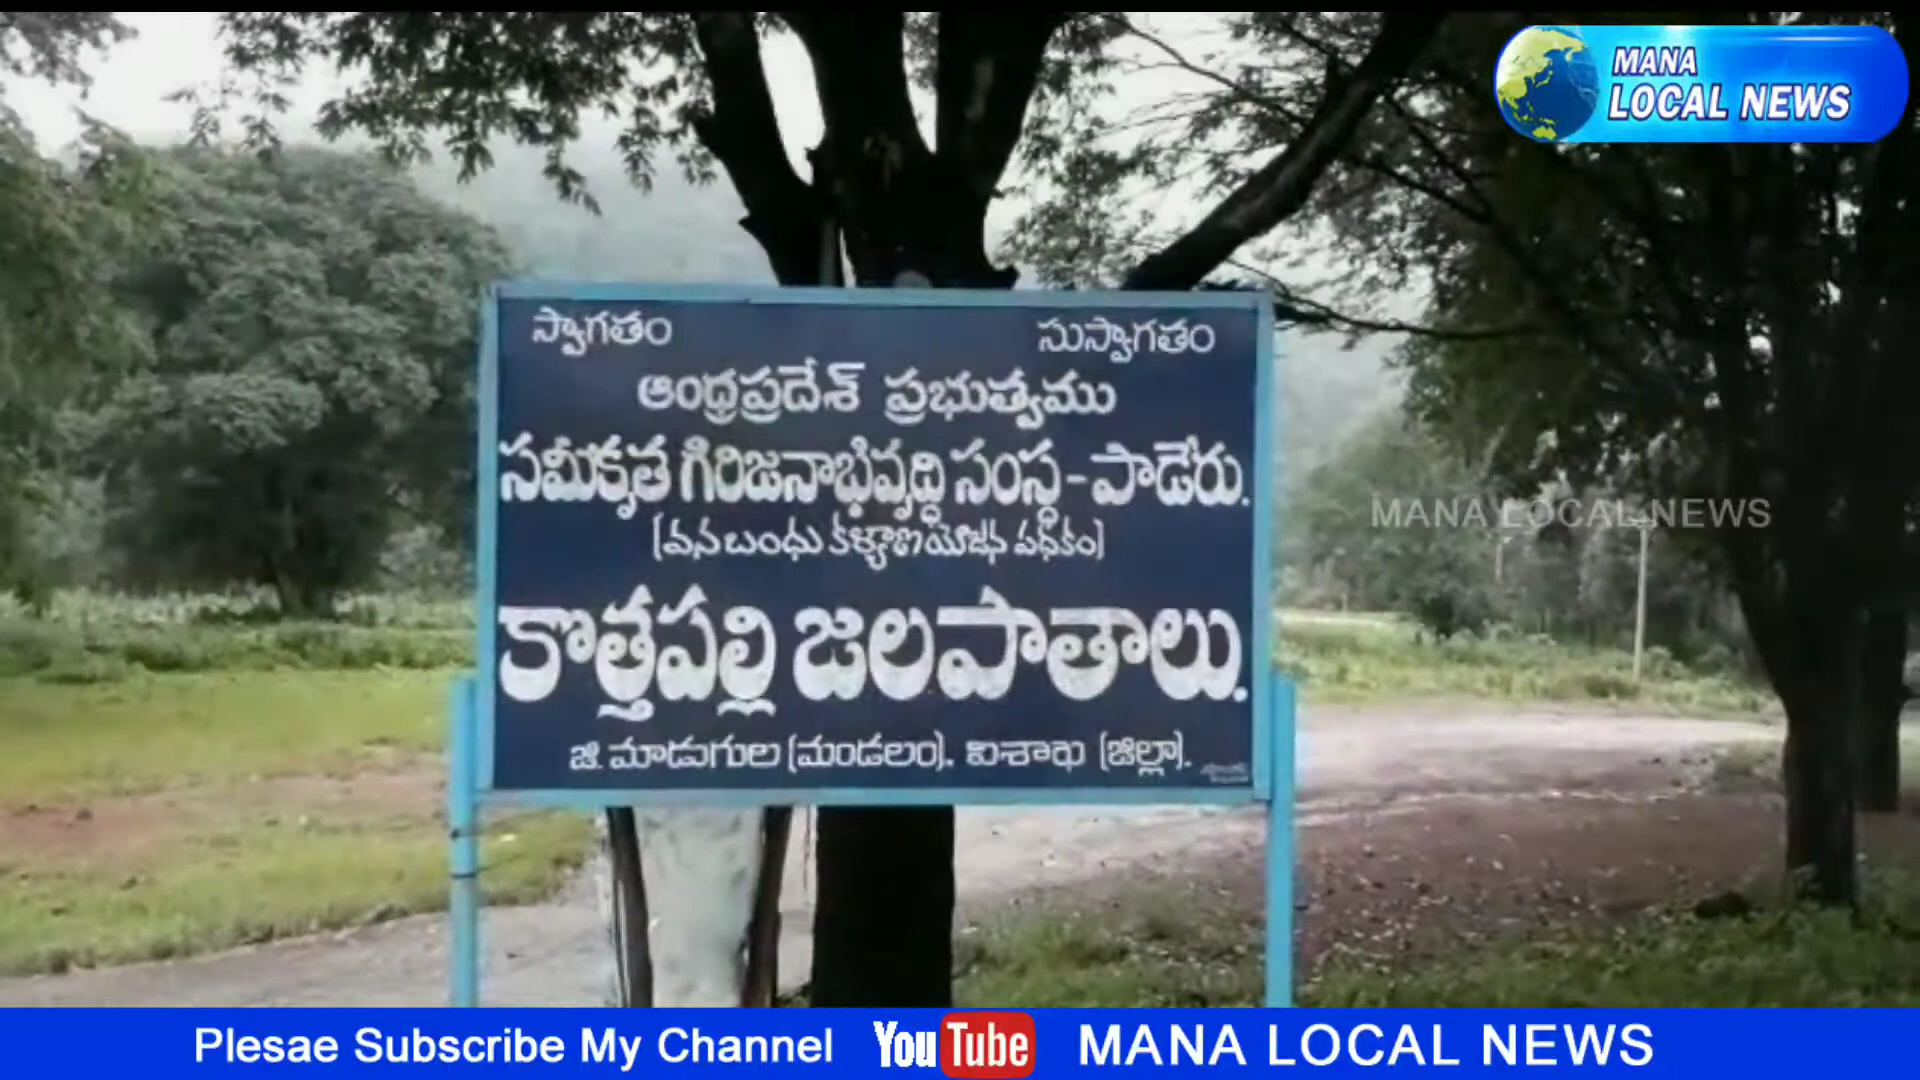 MANA
LOCAL NEWS
స్వాగతం సుస్వాగతం
ఆంధ్రప్రదేశ్ ప్రభుత్వము
సమీకృత గిరిజనాభివృద్ధి సంస్థ - పాడేరు.
(వన బంధు కళ్యాణ యోజన పధకం)
MANA LOCAL NEWS
కొత్తపల్లి జలపాతాలు.
జి. మాడుగుల (మండలం). విశాఖ (జిల్లా).
Plesae Subscribe My Channel YouTube MANA LOCAL NEWS